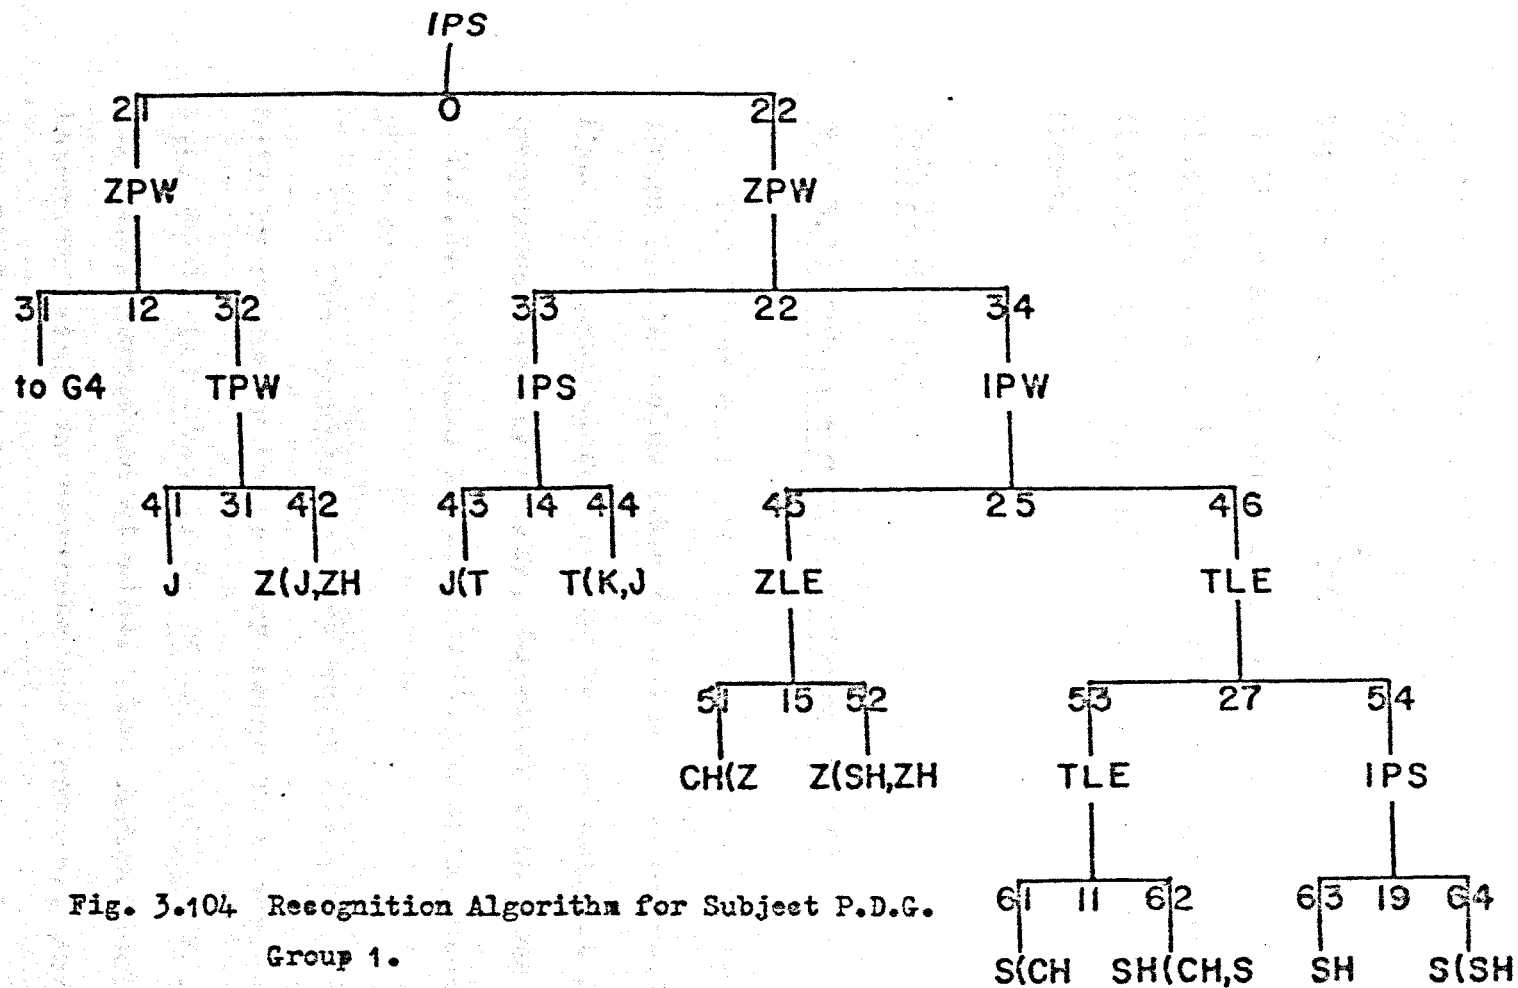 IPS
21 0 22
ZPW ZPW
31 12 32 33 22 34
to G4 TPW IPS IPW
41 31 42 43 14 44 45 25 46
J Z(J,ZH J(T T(K,J ZLE TLE
51 15 52 53 27 54
CH(Z Z(SH,ZH TLE IPS
61 11 62 63 19 64
S(CH SH(CH,S SH S(SH
Fig. 3.104 Recognition Algorithm for Subject P.D.G.
Group 1.